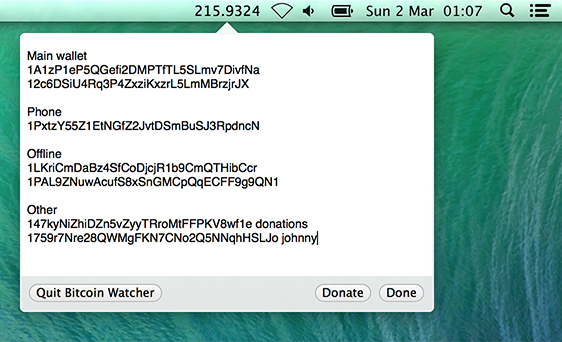 215.9324 Sun 2 Mar 01:07
Main wallet
1A1zP1eP5QGefi2DMPTfTL5SLmv7DivfNa
12c6DSiU4Rq3P4ZxziKxzrL5LmMBrzjrJX
Phone
1PxtzY55Z1EtNGfZ2JvtDSmBuSJ3RpdncN
Offline
1LKriCmDaBz4SfCoDjcjR1b9CmQTHibCcr
1PAL9ZNuwAcufS8xSnGMCpQqECFF9g9QN1
Other
147kyNiZhiDZn5vZyyTRroMtFFPKV8wf1e donations
1759r7Nre28QWMgFKN7CNo2Q5NNqhHSLJo johnny
Quit Bitcoin Watcher Donate Done